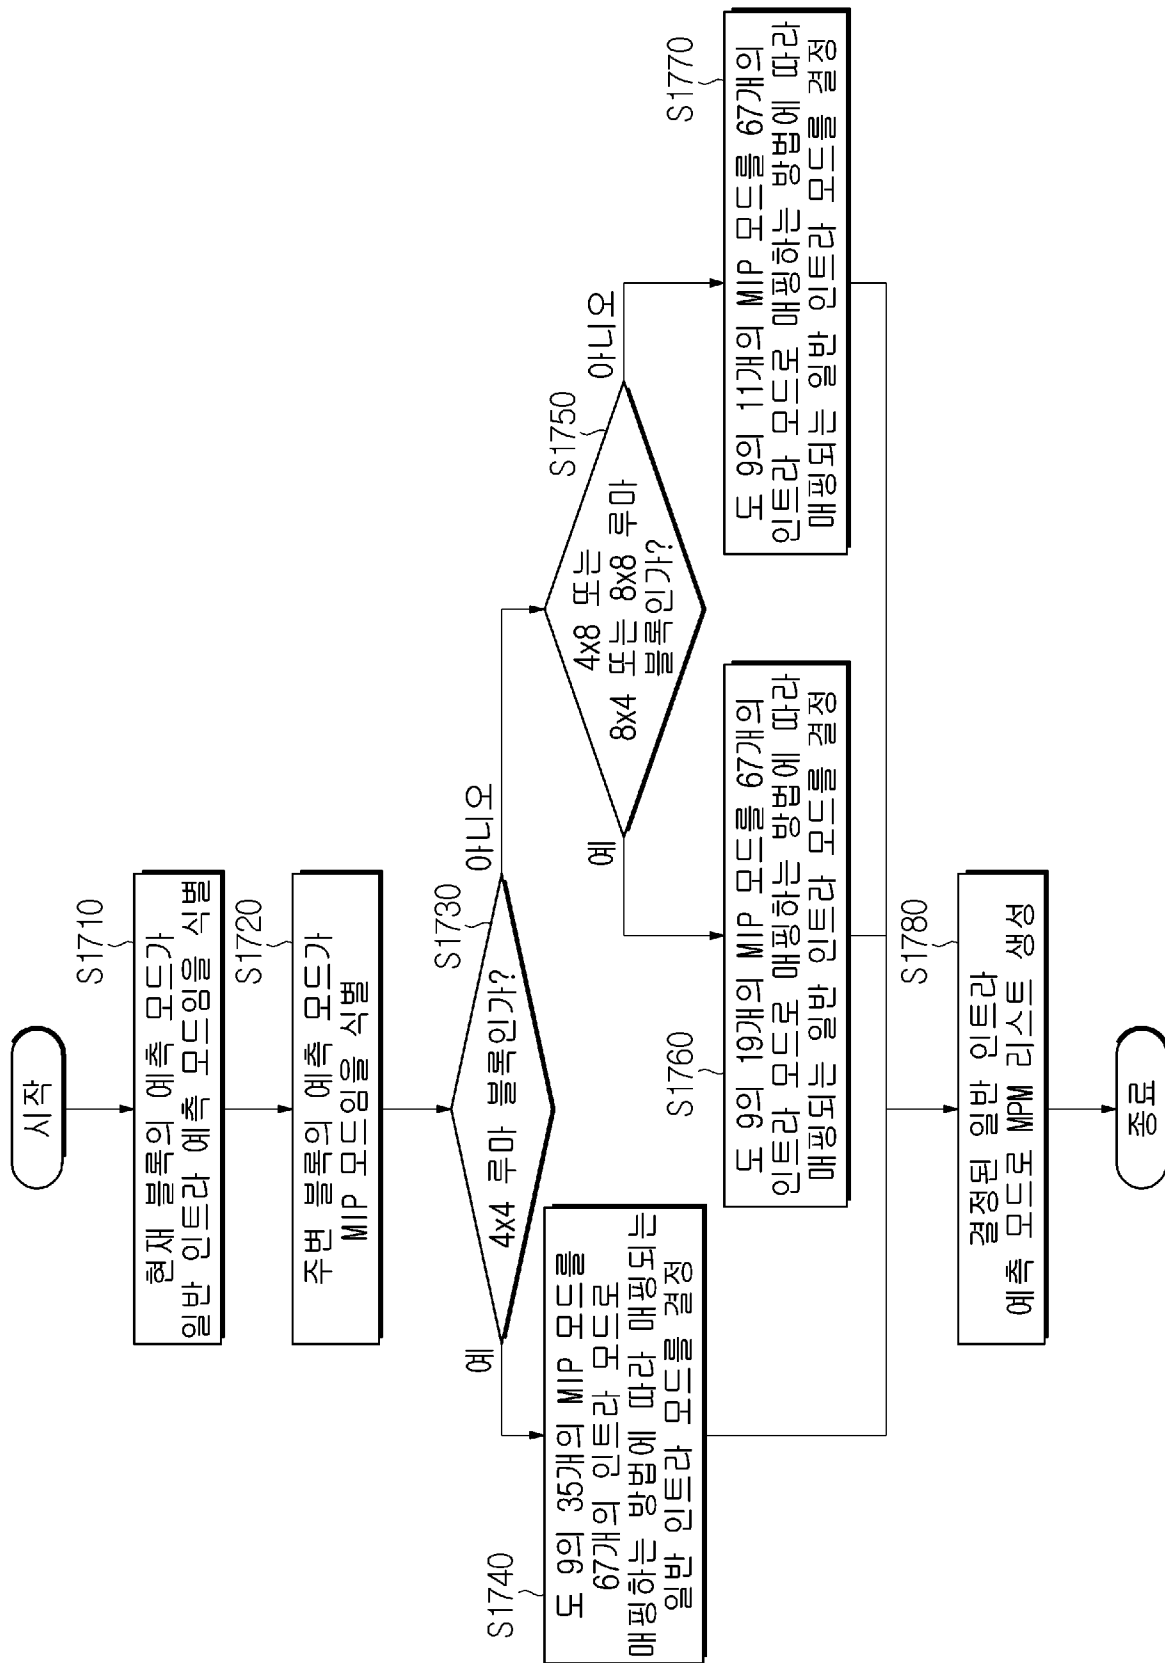 시작
S1710
현재 블록의 예측 모드가
일반 인트라 예측 모드임을 식별
S1720
주변 블록의 예측 모드가
MIP 모드임을 식별
S1730
4x4 루마 블록인가?
예
아니오
S1740
도 9의 35개의 MIP 모드를
67개의 인트라 모드로
매핑하는 방법에 따라 매핑되는
일반 인트라 모드를 결정
S1750
4x8 또는
8x4 또는 8x8 루마
블록인가?
예
아니오
S1760
도 9의 19개의 MIP 모드를 67개의
인트라 모드로 매핑하는 방법에 따라
매핑되는 일반 인트라 모드를 결정
S1770
도 9의 11개의 MIP 모드를 67개의
인트라 모드로 매핑하는 방법에 따라
매핑되는 일반 인트라 모드를 결정
S1780
결정된 일반 인트라
예측 모드로 MPM 리스트 생성
종료